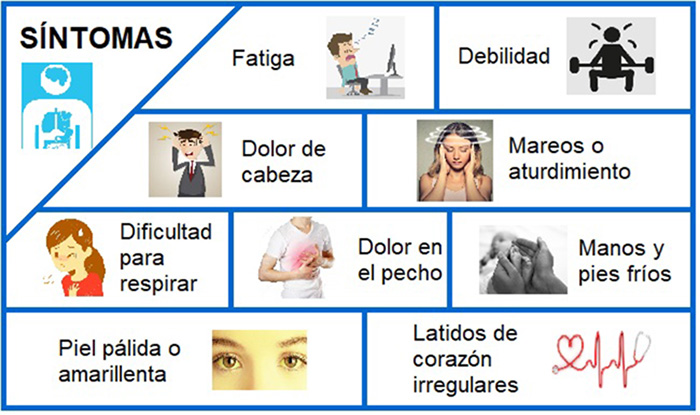 SÍNTOMAS
Fatiga
Debilidad
Dolor de
cabeza
Mareos o
aturdimiento
Dificultad
para
respirar
Dolor en
el pecho
Manos y
pies fríos
Piel pálida o
amarillenta
Latidos de
corazón
irregulares